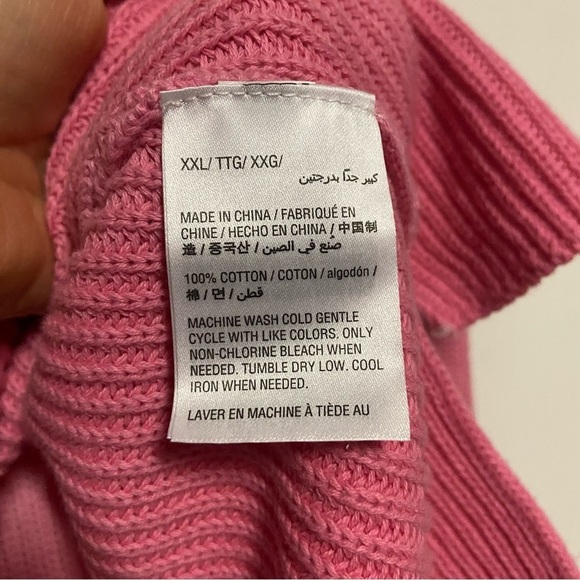 XXL/ TTG/ XXG/
كبير جدًا بدرجتين
MADE IN CHINA / FABRIQUÉ EN
CHINE / HECHO EN CHINA / 中国制
造 / 중국산 / صُنع في الصين
100% COTTON / COTON / algodón /
棉 / 면 / قطن
MACHINE WASH COLD GENTLE
CYCLE WITH LIKE COLORS. ONLY
NON-CHLORINE BLEACH WHEN
NEEDED. TUMBLE DRY LOW. COOL
IRON WHEN NEEDED.
LAVER EN MACHINE À TIÈDE AU